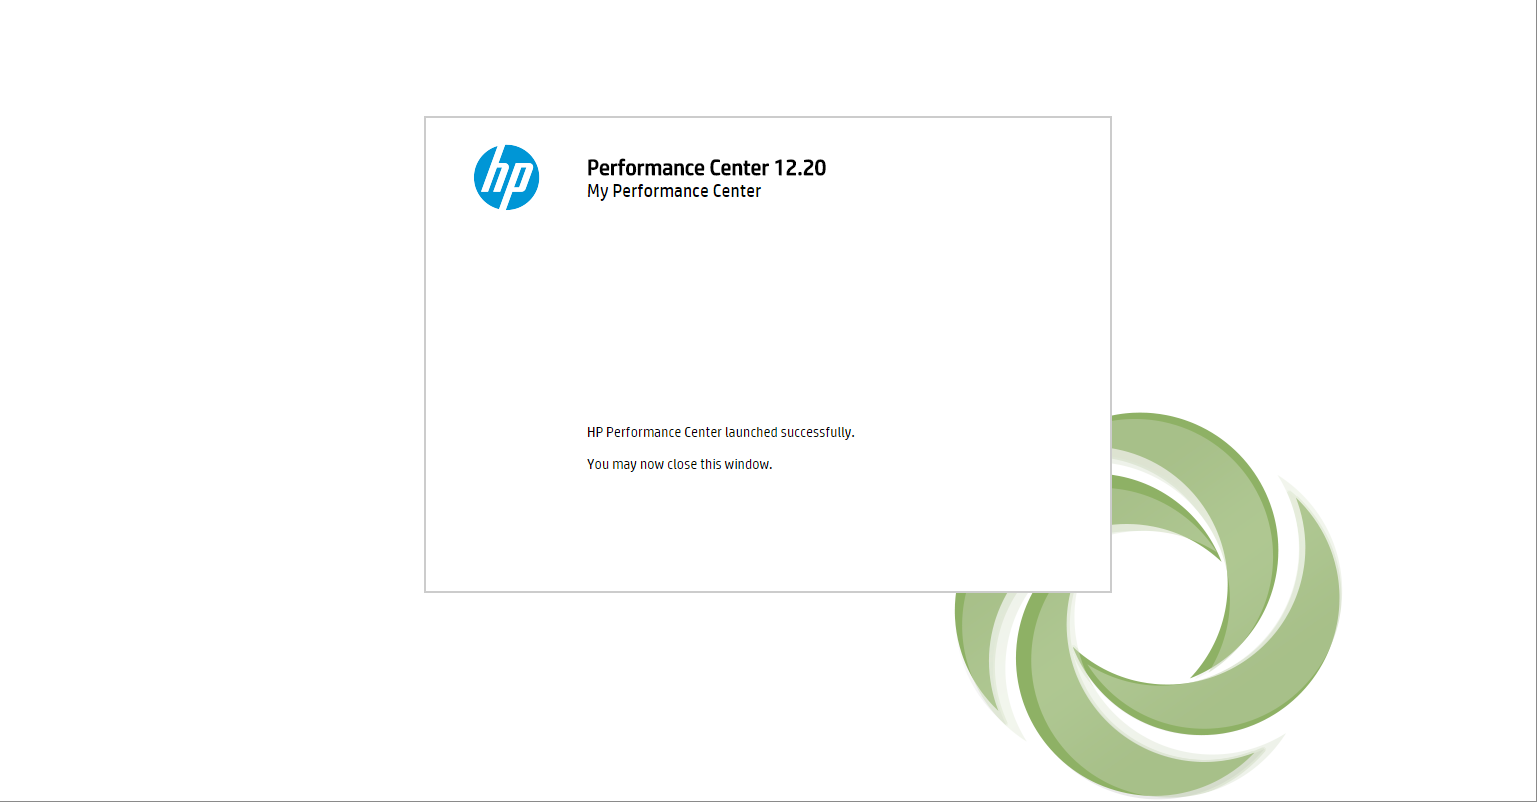 hp
Performance Center 12.20
My Performance Center
HP Performance Center launched successfully.
You may now close this window.